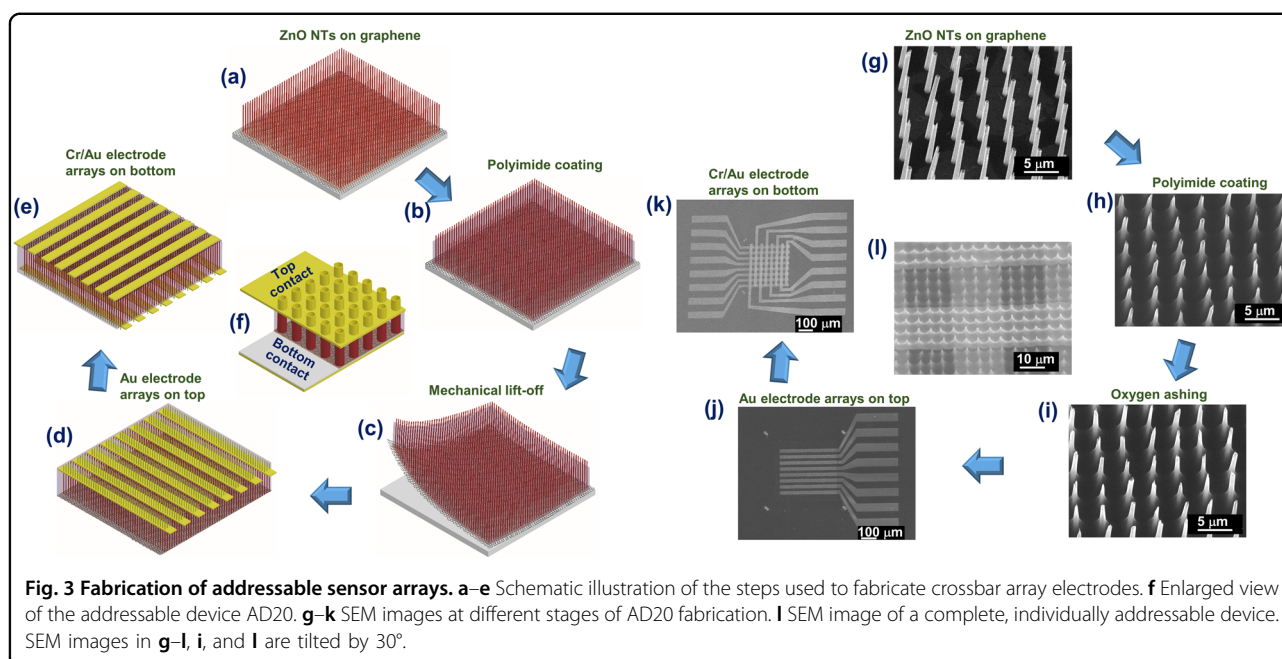 ZnO NTs on graphene
(a)
Polyimide coating
(b)
Mechanical lift-off
(c)
Au electrode
arrays on top
(d)
Cr/Au electrode
arrays on bottom
(e)
Top
contact
(f)
Bottom
contact
ZnO NTs on graphene
(g)
5 μm
Polyimide coating
(h)
5 μm
Oxygen ashing
(i)
5 μm
Au electrode arrays on top
(j)
100 μm
Cr/Au electrode
arrays on bottom
(k)
100 μm
(l)
10 μm
Fig. 3 Fabrication of addressable sensor arrays. a–e Schematic illustration of the steps used to fabricate crossbar array electrodes. f Enlarged view
of the addressable device AD20. g–k SEM images at different stages of AD20 fabrication. l SEM image of a complete, individually addressable device.
SEM images in g–l, i, and l are tilted by 30°.